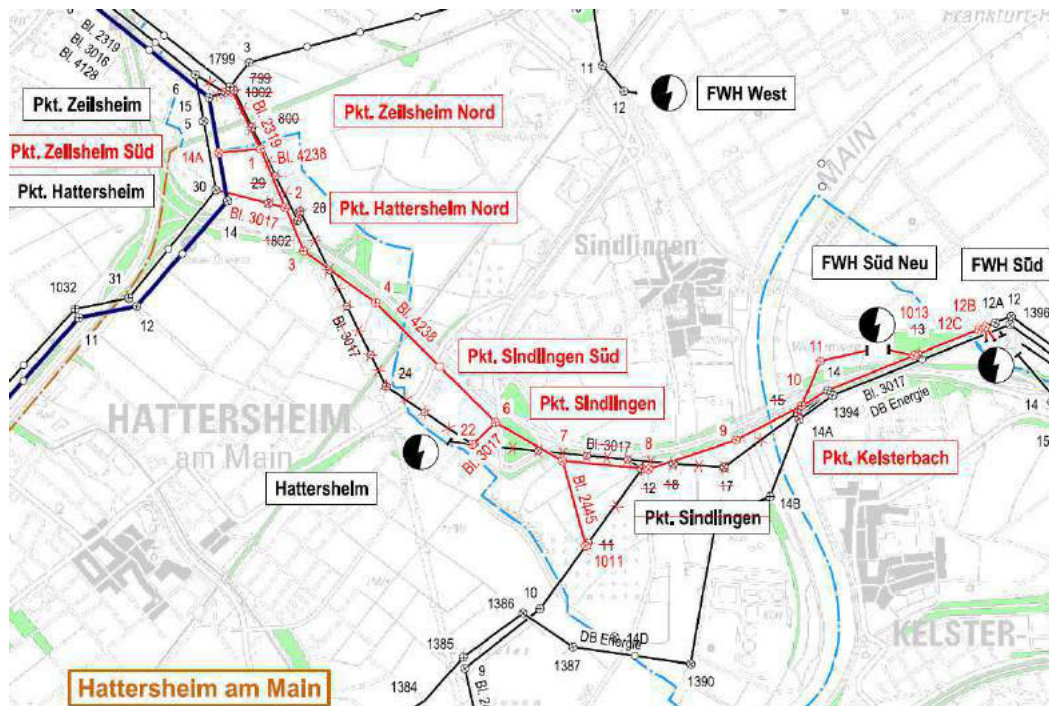 Frankfurt-H
Bl. 2319
Bl. 3016
Bl. 4128
1799
3
799
1002
6
15
5
800
11
12
FWH West
Pkt. Zeilsheim
Pkt. Zeilsheim Nord
Bl. 2319
Pkt. Zeilsheim Süd
14A
1
Bl. 4238
MAIN
Pkt. Hattersheim
30
29
2
28
Pkt. Hattersheim Nord
Bl. 3017
14
1802
3
Sindlingen
FWH Süd Neu
FWH Süd
31
1032
12
11
4
Bl. 4238
Bl. 3017
1013
13
12B
12C
12A
12
1396
11
Pkt. Sindlingen Süd
24
10
14
15
1394
Bl. 3017
DB Energie
14
15
HATTERSHEIM
am Main
6
Pkt. Sindlingen
22
Bl. 3017
7
Bl. 3017
8
9
14A
Pkt. Kelsterbach
Hattersheim
12
18
17
Bl. 2445
14B
Pkt. Sindlingen
11
1011
10
1386
DB Energie
14D
1385
9
1387
1390
KELSTER-
1384
Hattersheim am Main